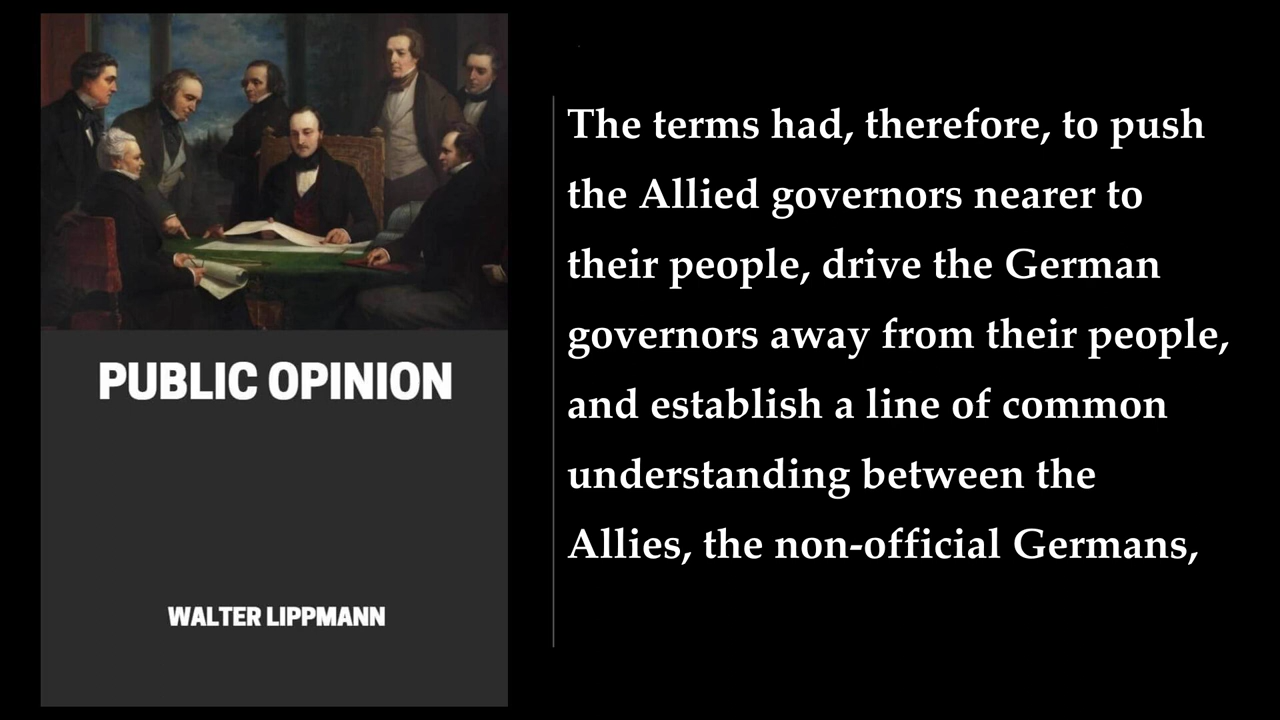 PUBLIC OPINION
WALTER LIPPMANN
The terms had, therefore, to push
the Allied governors nearer to
their people, drive the German
governors away from their people,
and establish a line of common
understanding between the
Allies, the non-official Germans,